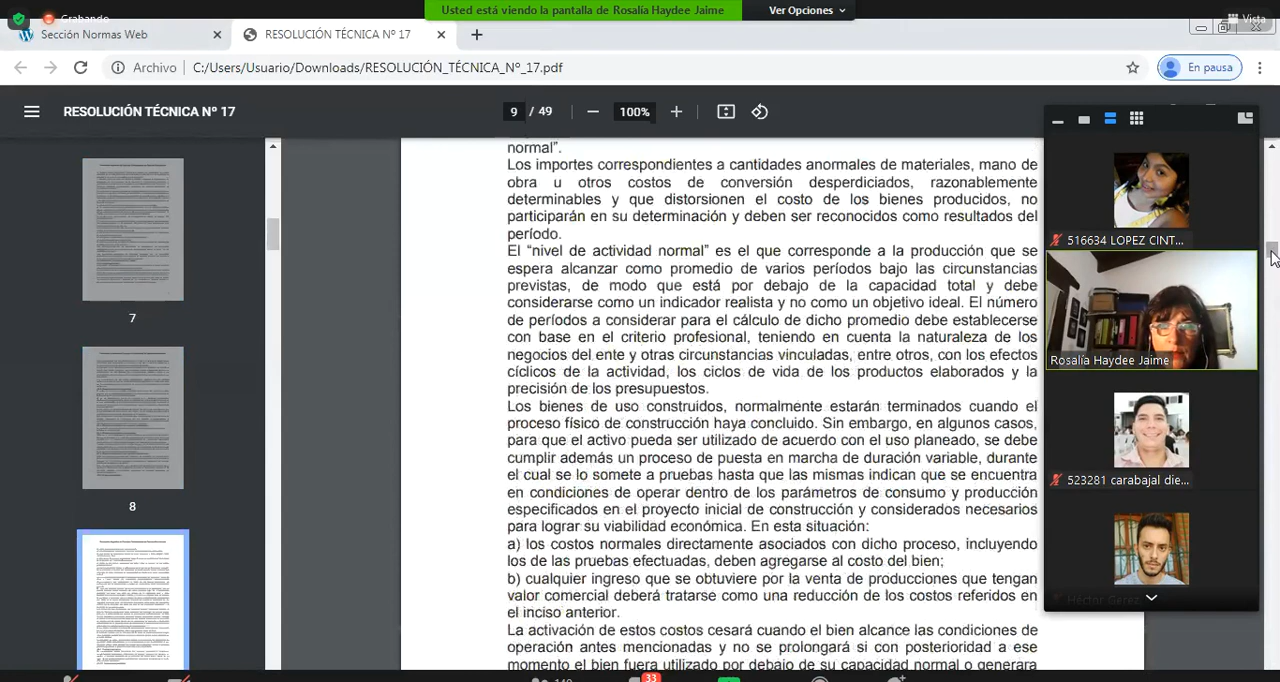 Usted está viendo la pantalla de Rosalía Haydee Jaime
Ver Opciones
Grabando
Vista
Sección Normas Web
RESOLUCIÓN TÉCNICA Nº 17
Archivo
C:/Users/Usuario/Downloads/RESOLUCIÓN_TÉCNICA_Nº_17.pdf
En pausa
RESOLUCIÓN TÉCNICA Nº 17
9 / 49
100%
7
8
normal”.
Los importes correspondientes a cantidades anormales de materiales, mano de
obra u otros costos de conversión desperdiciados, razonablemente
determinables y que distorsionen el costo de los bienes producidos, no
participarán en su determinación y deben ser reconocidos como resultados del
período.
El “nivel de actividad normal” es el que corresponde a la producción que se
espera alcanzar como promedio de varios períodos bajo las circunstancias
previstas, de modo que está por debajo de la capacidad total y debe
considerarse como un indicador realista y no como un objetivo ideal. El número
de períodos a considerar para el cálculo de dicho promedio debe establecerse
con base en el criterio profesional, teniendo en cuenta la naturaleza de los
negocios del ente y otras circunstancias vinculadas, entre otros, con los efectos
cíclicos de la actividad, los ciclos de vida de los productos elaborados y la
precisión de los presupuestos.
Los bienes de uso construidos, normalmente estarán terminados cuando el
proceso físico de construcción haya concluido. Sin embargo, en algunos casos,
para que el activo pueda ser utilizado de acuerdo con el uso planeado, se debe
cumplir además un proceso de puesta en marcha de duración variable, durante
el cual se lo somete a pruebas hasta que las mismas indican que se encuentra
en condiciones de operar dentro de los parámetros de consumo y producción
especificados en el proyecto inicial de construcción y considerados necesarios
para lograr su viabilidad económica. En esta situación:
a) los costos normales directamente asociados con dicho proceso, incluyendo
los de las pruebas efectuadas, deben agregarse al costo del bien;
b) cualquier ingreso que se obtuviere por la venta de producciones que tengan
valor comercial deberá tratarse como una reducción de los costos referidos en
el inciso anterior.
La activación de estos costos cesará cuando el bien alcance las condiciones de
operación antes mencionadas y no se prolongará si con posterioridad a ese
momento el bien fuera utilizado por debajo de su capacidad normal o generara
516634 LOPEZ CINT...
Rosalía Haydee Jaime
523281 carabajal die...
33